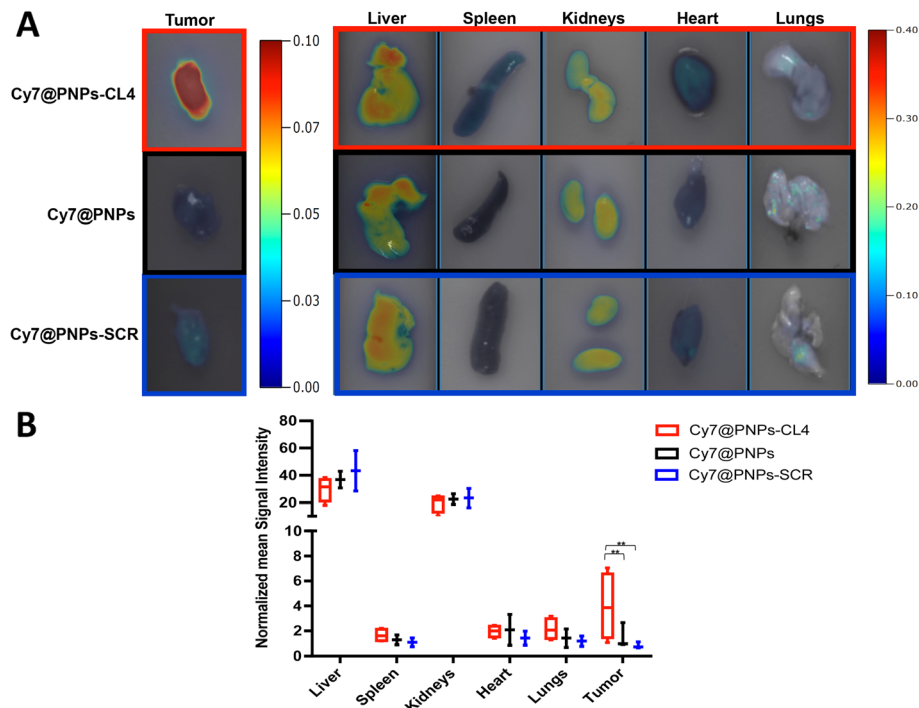 A
Tumor
Liver Spleen Kidneys Heart Lungs
Cy7@PNPs-CL4
Cy7@PNPs
Cy7@PNPs-SCR
0.10
0.07
0.05
0.03
0.00
0.40
0.30
0.20
0.10
0.00
B
Normalized mean Signal Intensity
80
60
40
20
10
8
6
4
2
0
Cy7@PNPs-CL4
Cy7@PNPs
Cy7@PNPs-SCR
**
**
Liver Spleen Kidneys Heart Lungs Tumor